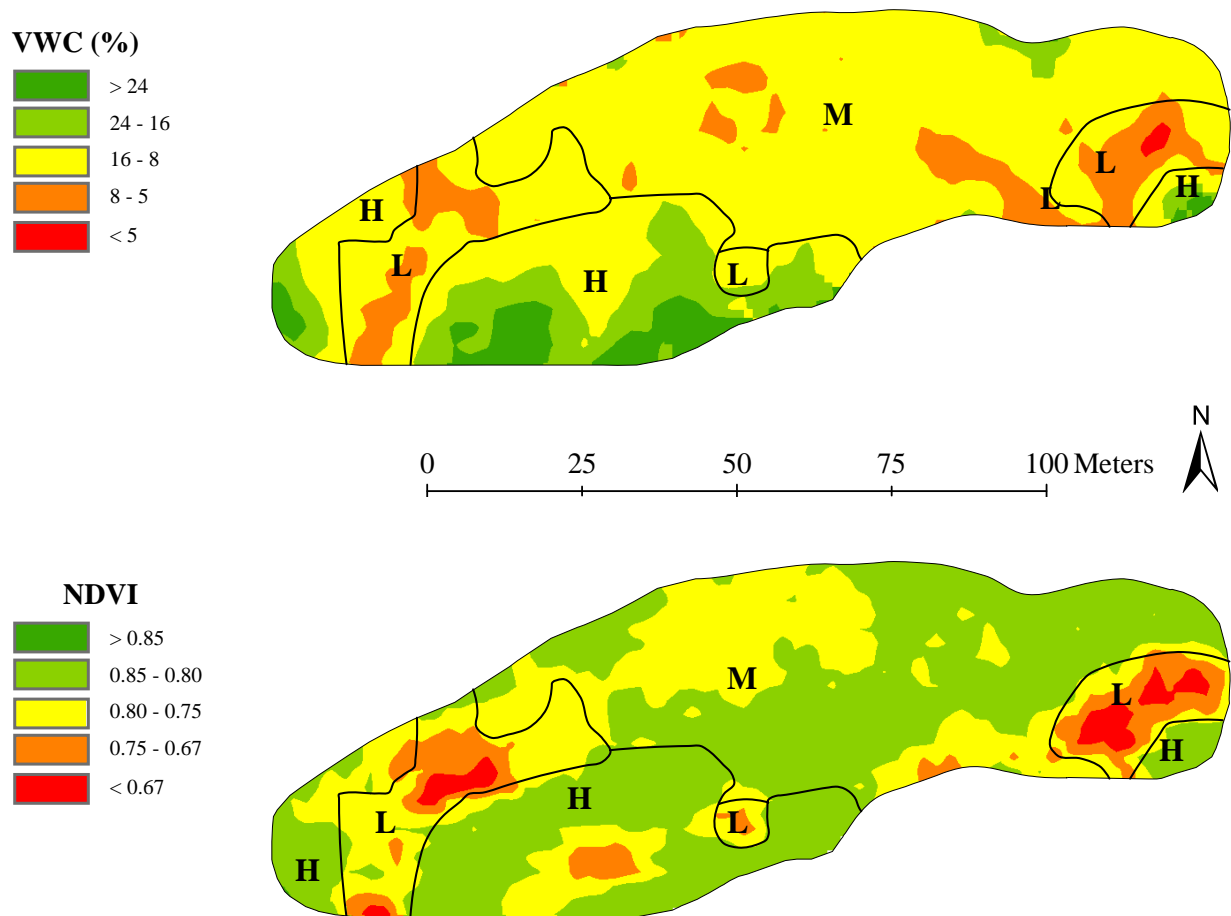 VWC (%)
> 24
24 - 16
16 - 8
8 - 5
< 5
M
L
H
L
H
L
H
L
N
0 25 50 75 100 Meters
NDVI
> 0.85
0.85 - 0.80
0.80 - 0.75
0.75 - 0.67
< 0.67
M
L
H
H
L
L
H